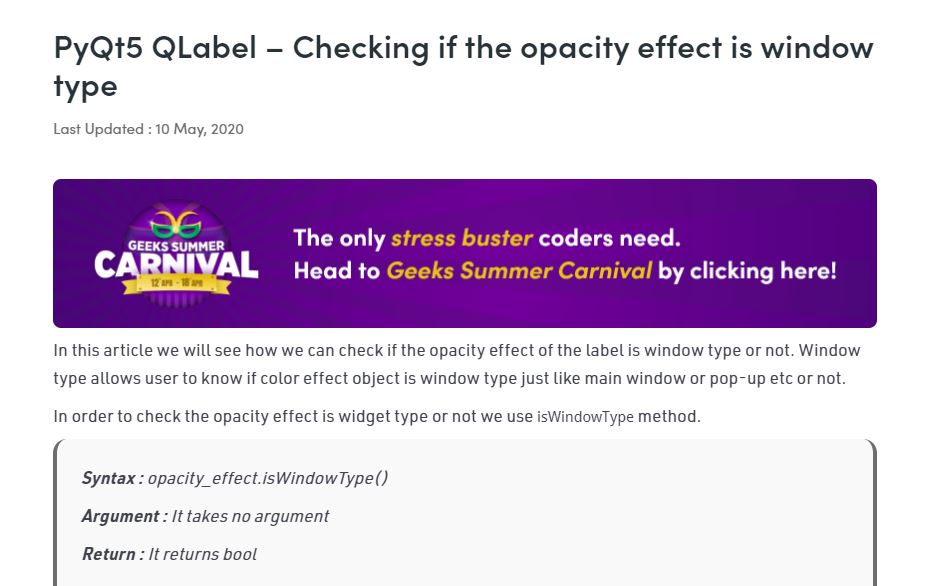 PyQt5 QLabel – Checking if the opacity effect is window
type
Last Updated : 10 May, 2020
GEEKS SUMMER
CARNIVAL
12 APR - 18 APR
The only stress buster coders need.
Head to Geeks Summer Carnival by clicking here!
In this article we will see how we can check if the opacity effect of the label is window type or not. Window
type allows user to know if color effect object is window type just like main window or pop-up etc or not.
In order to check the opacity effect is widget type or not we use isWindowType method.
Syntax : opacity_effect.isWindowType()
Argument : It takes no argument
Return : It returns bool